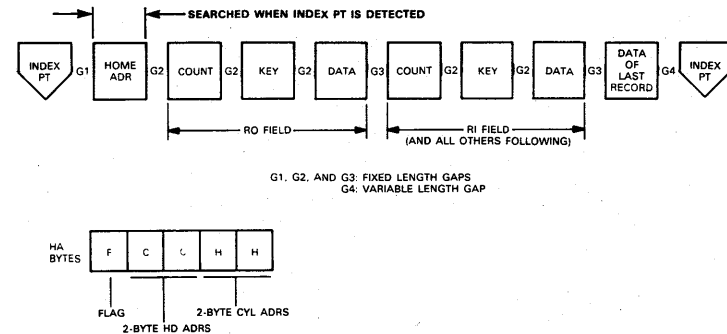 SEARCHED WHEN INDEX PT IS DETECTED
INDEX PT G1 HOME ADR G2 COUNT G2 KEY G2 DATA G3 COUNT G2 KEY G2 DATA G3 DATA OF LAST RECORD G4 INDEX PT
RO FIELD
RI FIELD
(AND ALL OTHERS FOLLOWING)
G1, G2, AND G3: FIXED LENGTH GAPS
G4: VARIABLE LENGTH GAP
HA BYTES F C C H H
FLAG
2-BYTE HD ADRS
2-BYTE CYL ADRS